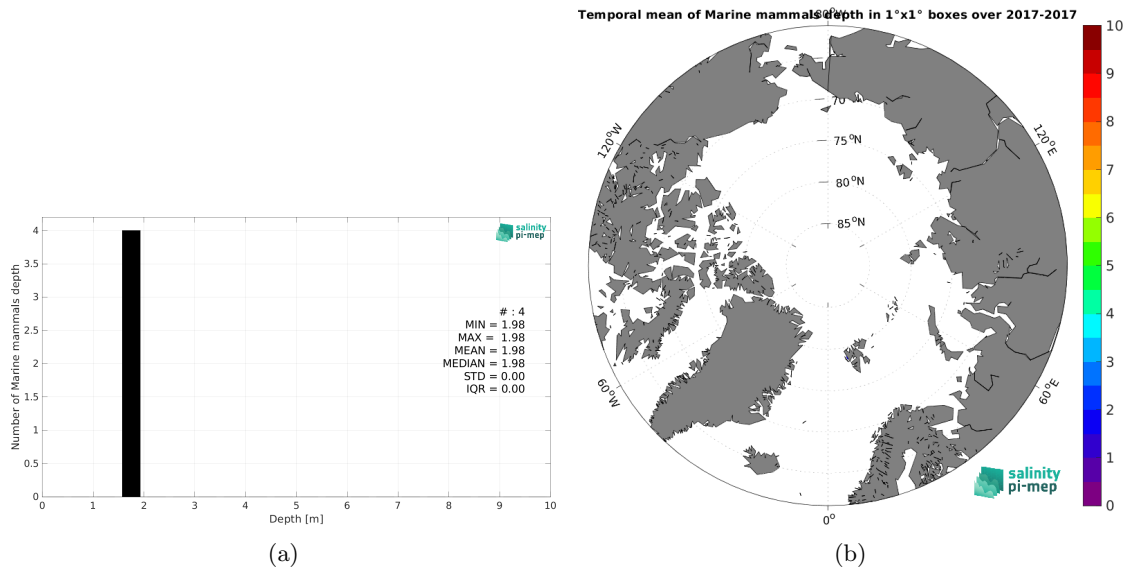 Number of Marine mammals depth
4
3.5
3
2.5
2
1.5
1
0.5
0
salinity
pi-mep
# : 4
MIN = 1.98
MAX = 1.98
MEAN = 1.98
MEDIAN = 1.98
STD = 0.00
IQR = 0.00
0 1 2 3 4 5 6 7 8 9 10
Depth [m]
(a)
Temporal mean of Marine mammals depth in 1°x1° boxes over 2017-2017
180°W
120°W
60°W
0°
60°E
120°E
70°N
75°N
80°N
85°N
10
9
8
7
6
5
4
3
2
1
0
salinity
pi-mep
(b)